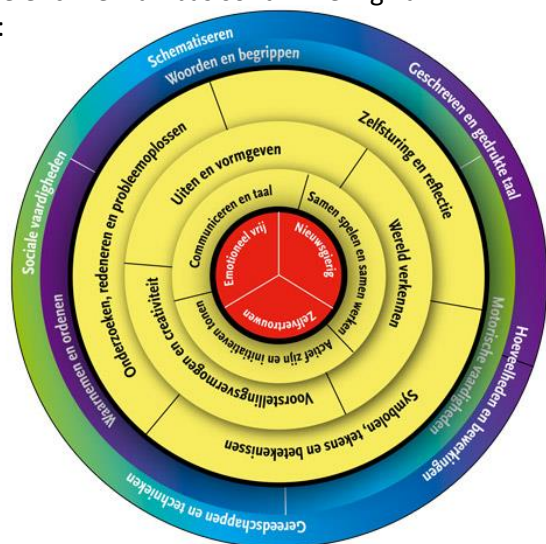 :
Schematiseren
Woorden en begrippen
Geschreven en gedrukte taal
Sociale vaardigheden
Onderzoeken, redeneren en probleemoplossen
Zelfsturing en reflectie
Uiten en vormgeven
Wereld verkennen
Communiceren en taal
Samen spelen en samen werken
Emotioneel vrij
Nieuwsgierig
Zelfvertrouwen
Actief zijn en initiatieven tonen
Voorstellingsvermogen en creativiteit
Symbolen, tekens en betekenissen
Waarnemen en ordenen
Motorische vaardigheden
Hoeveelheden en bewerkingen
Gereedschappen en technieken